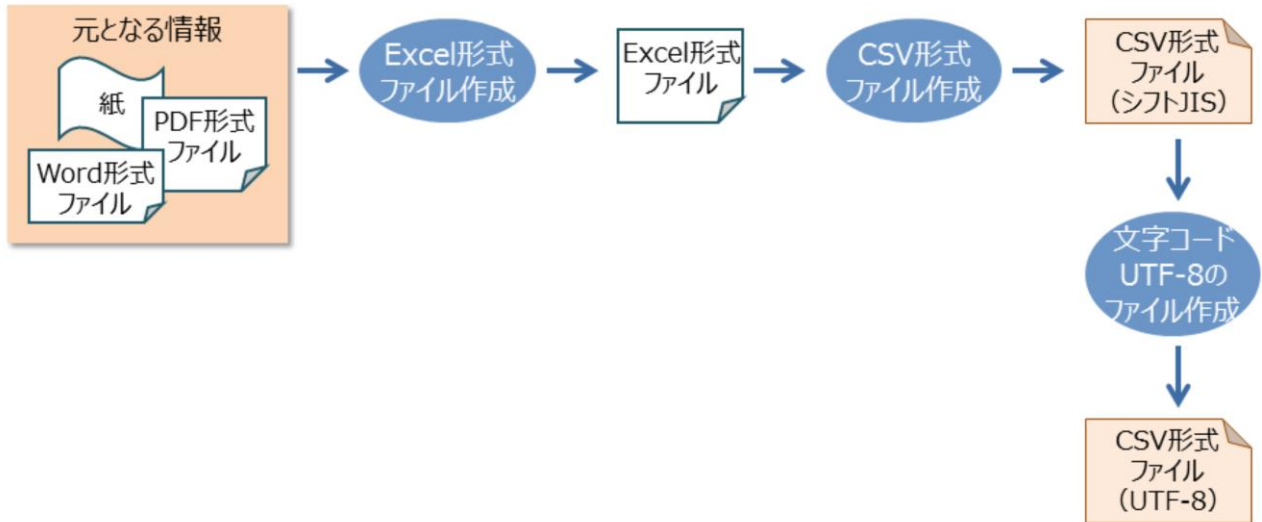 元となる情報
紙
PDF形式
ファイル
Word形式
ファイル
Excel形式
ファイル作成
Excel形式
ファイル
CSV形式
ファイル作成
CSV形式
ファイル
（シフトJIS）
文字コード
UTF-8の
ファイル作成
CSV形式
ファイル
（UTF-8）